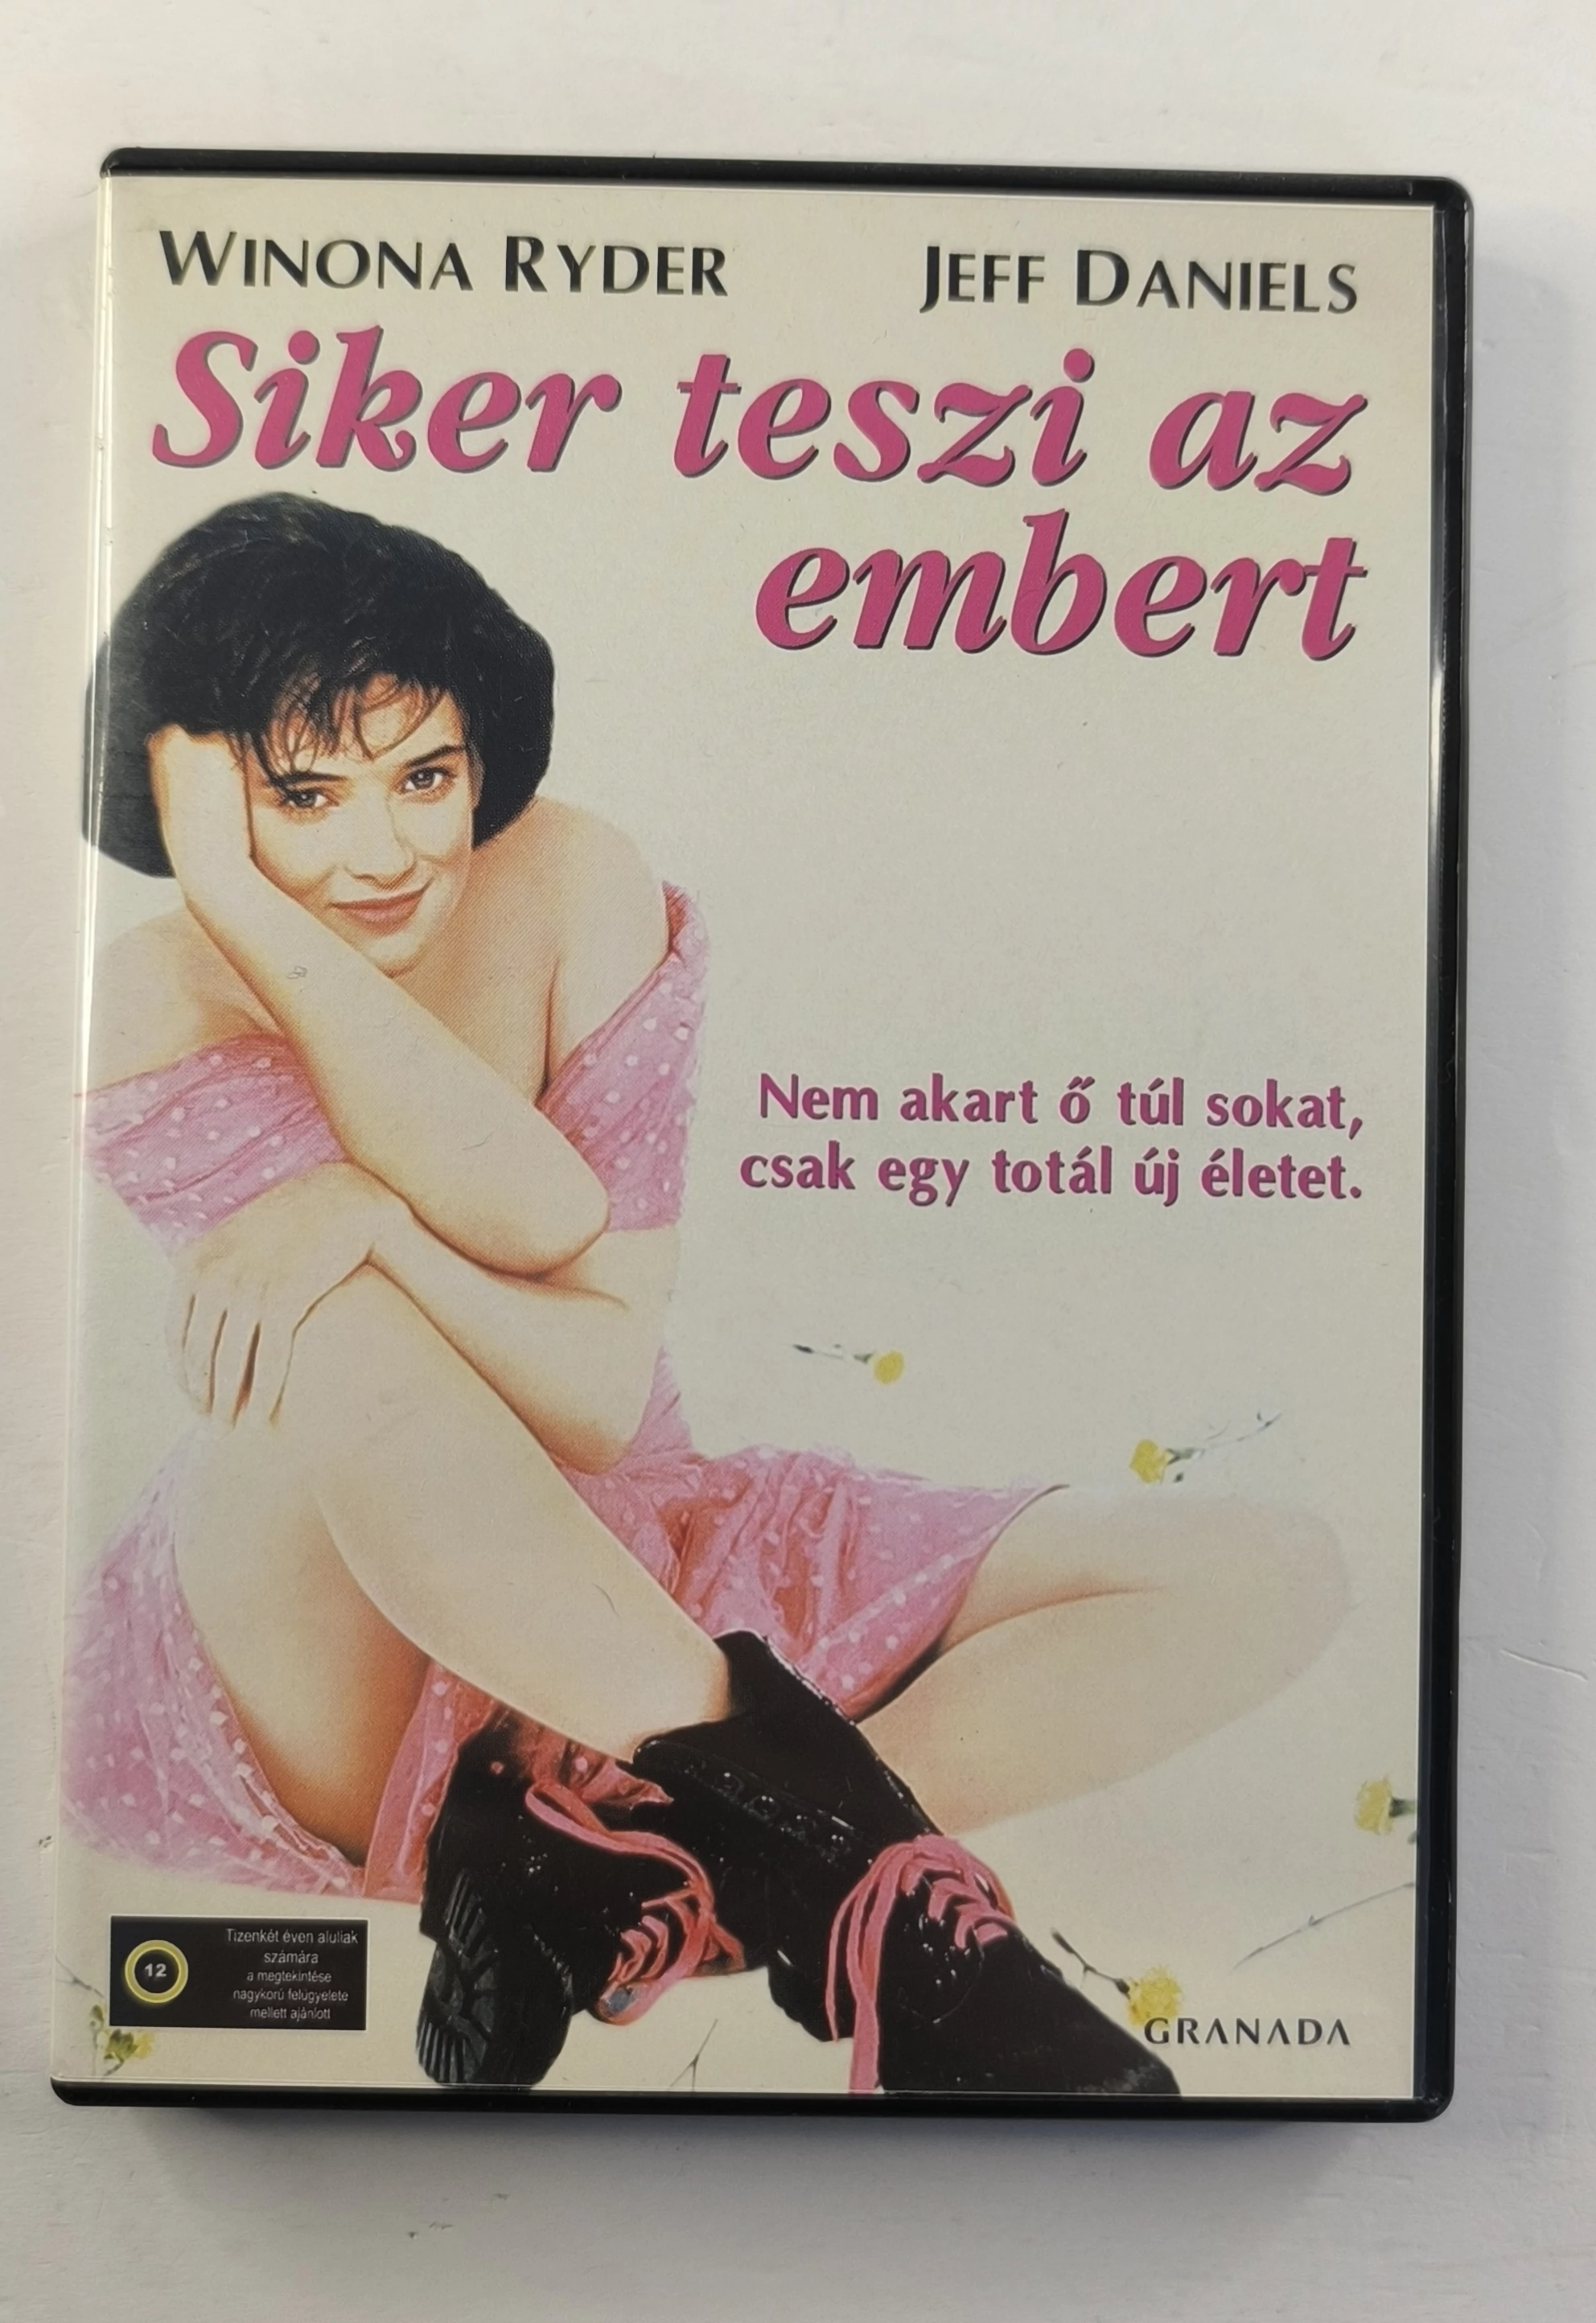 WINONA RYDER JEFF DANIELS
Siker teszi az
embert
Nem akart ő túl sokat,
csak egy totál új életet.
12
Tizenkét éven aluliak
számára
a megtekintése
nagykorú felügyelete
mellett ajánlott
GRANADA